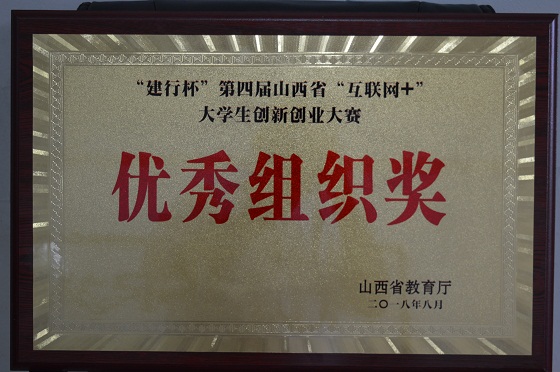 “建行杯”第四届山西省“互联网+”
大学生创新创业大赛
优秀组织奖
山西省教育厅
二〇一八年八月